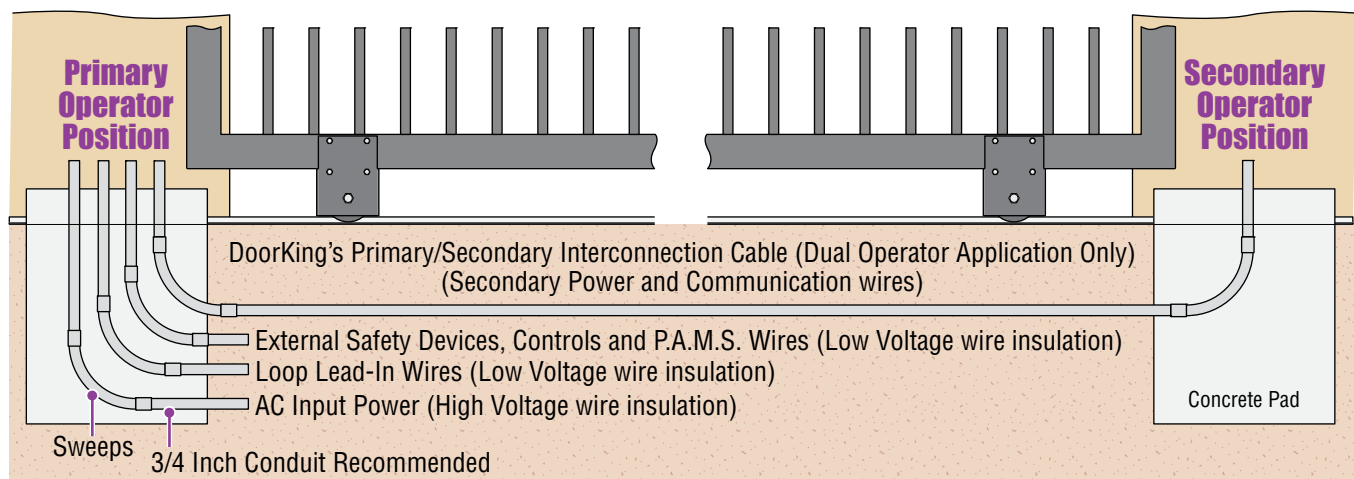 Primary
Operator
Position
Secondary
Operator
Position
DoorKing's Primary/Secondary Interconnection Cable (Dual Operator Application Only)
(Secondary Power and Communication wires)
External Safety Devices, Controls and P.A.M.S. Wires (Low Voltage wire insulation)
Loop Lead-In Wires (Low Voltage wire insulation)
AC Input Power (High Voltage wire insulation)
Concrete Pad
Sweeps
3/4 Inch Conduit Recommended